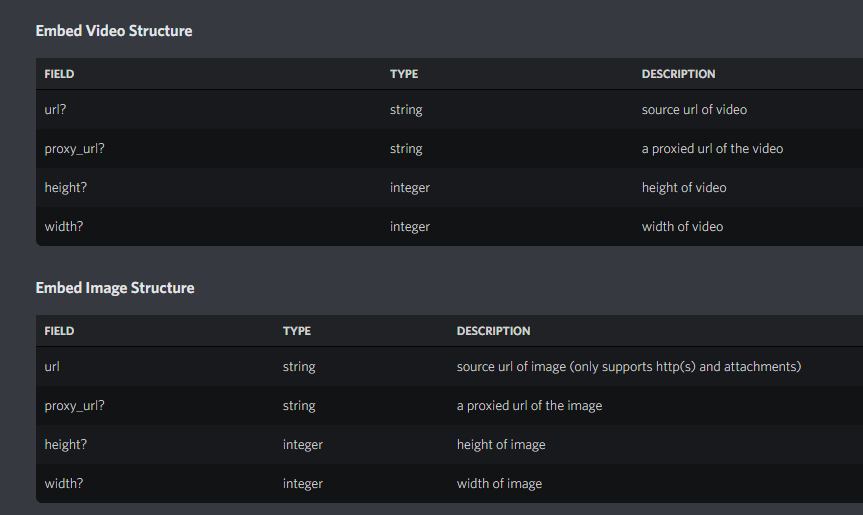 Embed Video Structure
FIELD TYPE DESCRIPTION
url? string source url of video
proxy_url? string a proxied url of the video
height? integer height of video
width? integer width of video
Embed Image Structure
FIELD TYPE DESCRIPTION
url string source url of image (only supports http(s) and attachments)
proxy_url? string a proxied url of the image
height? integer height of image
width? integer width of image